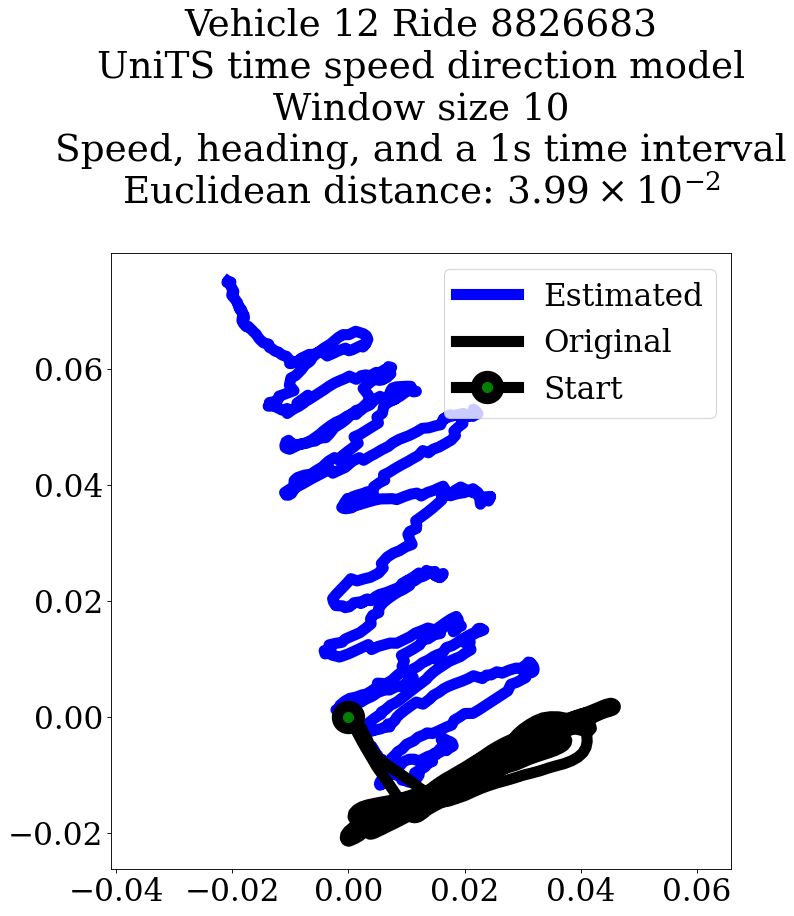 Vehicle 12 Ride 8826683
UniTS time speed direction model
Window size 10
Speed, heading, and a 1s time interval
Euclidean distance: 3.99 × 10⁻²
Estimated
Original
Start
0.06
0.04
0.02
0.00
−0.02
−0.04 −0.02 0.00 0.02 0.04 0.06